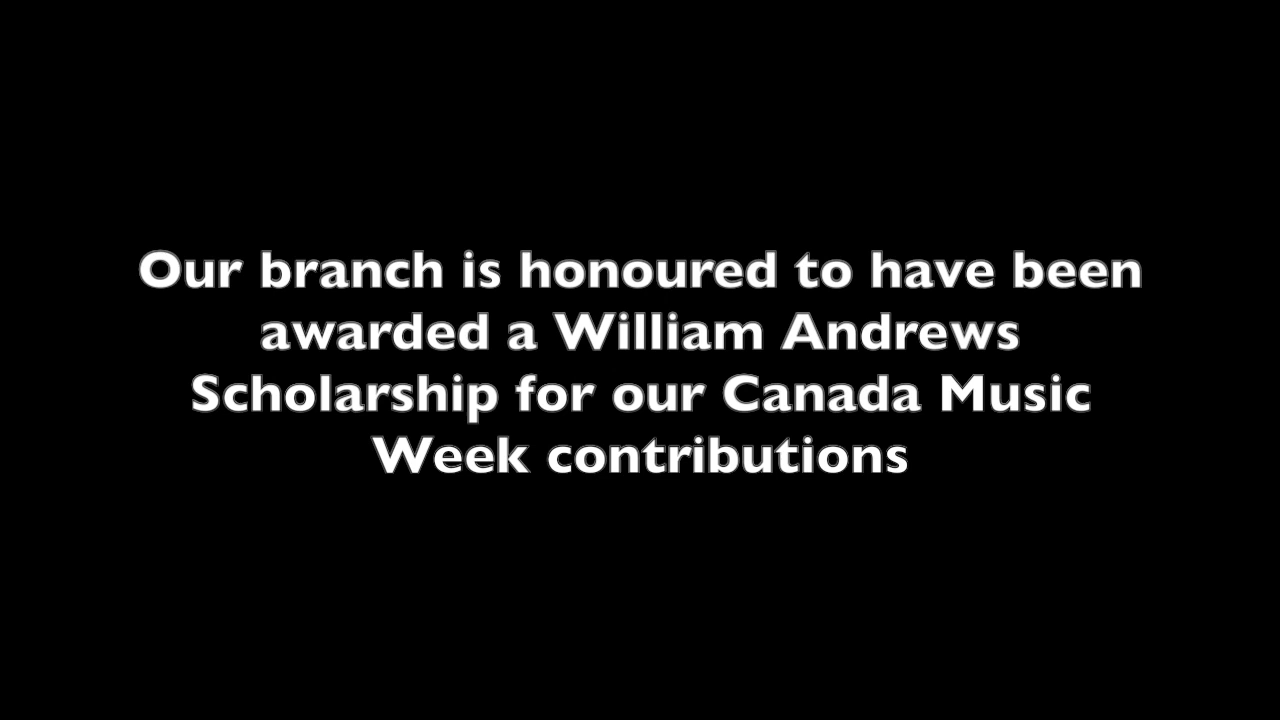 Our branch is honoured to have been
awarded a William Andrews
Scholarship for our Canada Music
Week contributions